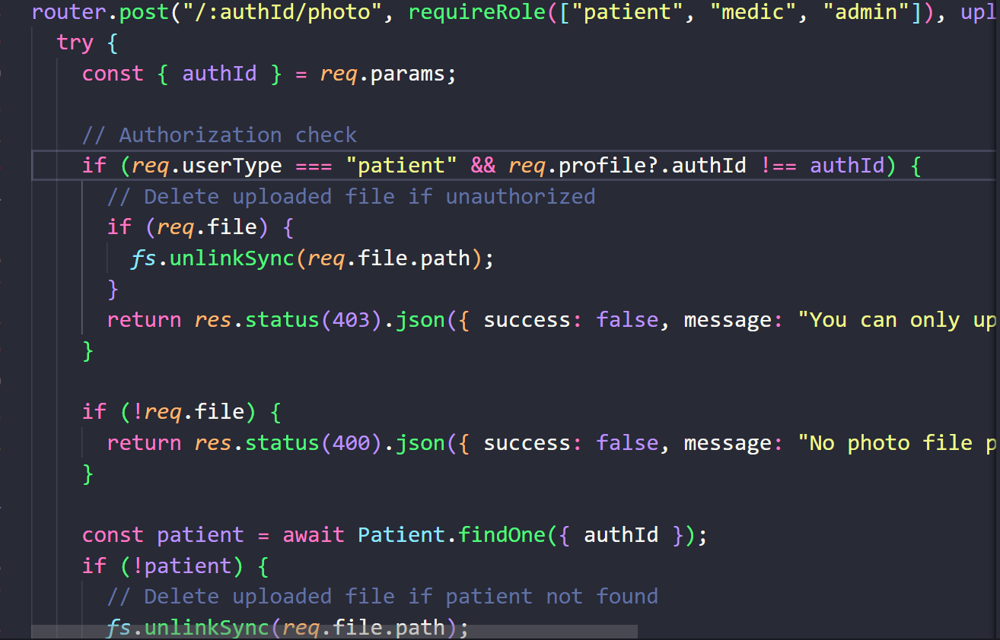 router.post("/:authId/photo", requireRole(["patient", "medic", "admin"]), upl
try {
const { authId } = req.params;
// Authorization check
if (req.userType === "patient" && req.profile?.authId !== authId) {
// Delete uploaded file if unauthorized
if (req.file) {
fs.unlinkSync(req.file.path);
}
return res.status(403).json({ success: false, message: "You can only up
}
if (!req.file) {
return res.status(400).json({ success: false, message: "No photo file p
}
const patient = await Patient.findOne({ authId });
if (!patient) {
// Delete uploaded file if patient not found
fs.unlinkSync(req.file.path);